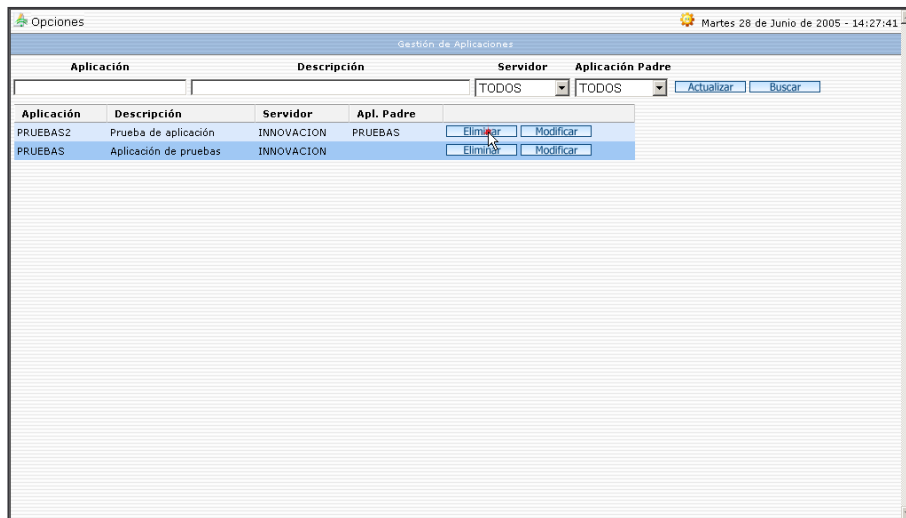 Opciones Martes 28 de Junio de 2005 - 14:27:41
Gestión de Aplicaciones
Aplicación Descripción Servidor Aplicación Padre
TODOS TODOS Actualizar Buscar
Aplicación Descripción Servidor Apl. Padre
PRUEBAS2 Prueba de aplicación INNOVACION PRUEBAS Eliminar Modificar
PRUEBAS Aplicación de pruebas INNOVACION Eliminar Modificar